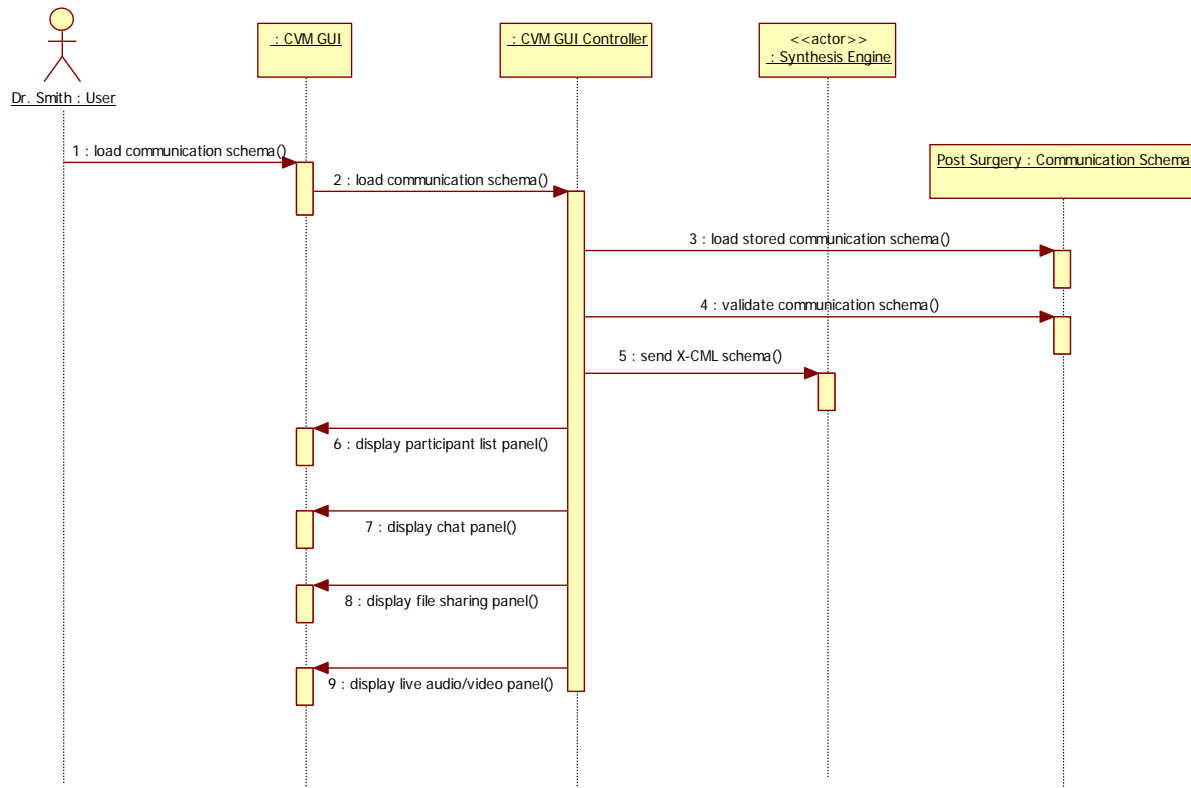 : CVM GUI
: CVM GUI Controller
<<actor>>
: Synthesis Engine
Dr. Smith : User
1 : load communication schema()
Post Surgery : Communication Schema
2 : load communication schema()
3 : load stored communication schema()
4 : validate communication schema()
5 : send X-CML schema()
6 : display participant list panel()
7 : display chat panel()
8 : display file sharing panel()
9 : display live audio/video panel()